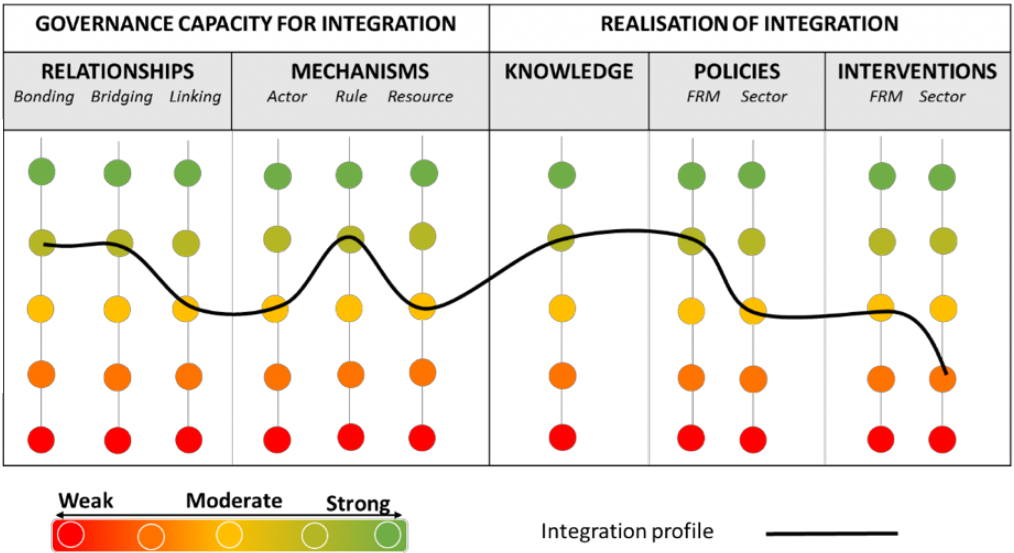 GOVERNANCE CAPACITY FOR INTEGRATION REALISATION OF INTEGRATION
RELATIONSHIPS MECHANISMS KNOWLEDGE POLICIES INTERVENTIONS
Bonding Bridging Linking Actor Rule Resource FRM Sector FRM Sector
Weak Moderate Strong
Integration profile